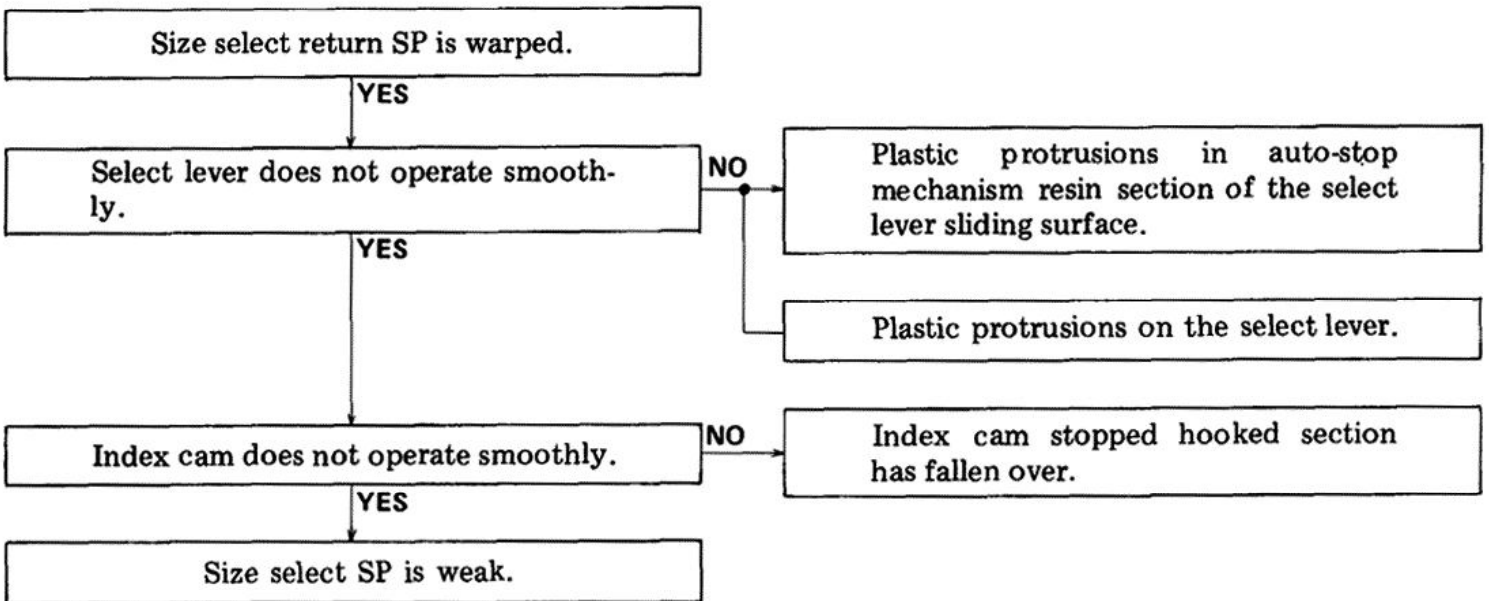 Size select return SP is warped.
YES
Select lever does not operate smooth-
ly.
NO
Plastic protrusions in auto-stop
mechanism resin section of the select
lever sliding surface.
YES
Plastic protrusions on the select lever.
Index cam does not operate smoothly.
NO
Index cam stopped hooked section
has fallen over.
YES
Size select SP is weak.